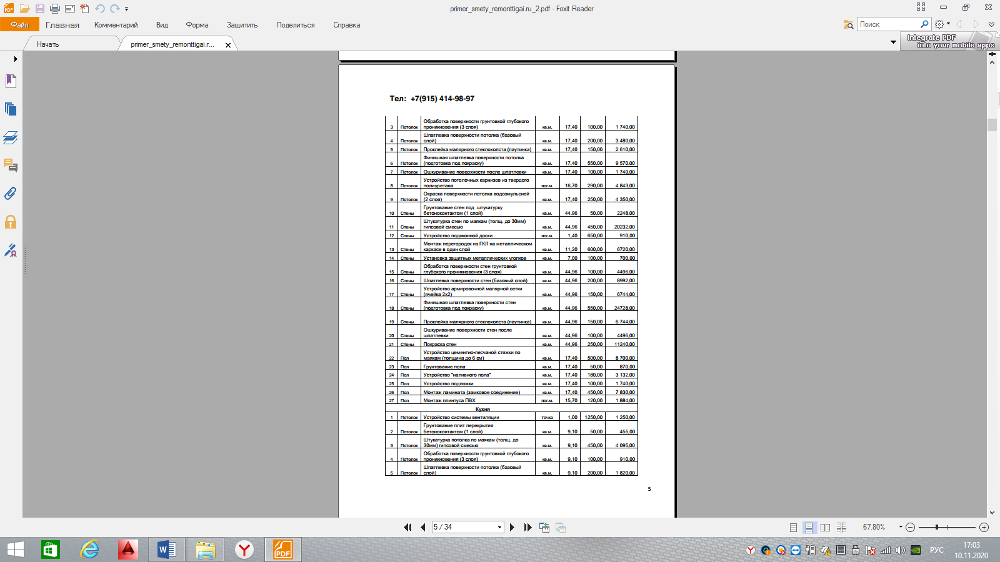 primer_smety_remonttigai.ru_2.pdf - Foxit Reader
Файл Главная Комментарий Вид Форма Защитить Поделиться Справка
Поиск
Начать
primer_smety_remonttigai.r...
Integrate PDF
into your mobile apps
Тел: +7(915) 414-98-97
3 Потолок Обработка поверхности грунтовкой глубокого
проникновения (3 слоя) кв.м. 17,40 100,00 1 740,00
4 Потолок Шпатлевка поверхности потолка (базовый
слой) кв.м. 17,40 200,00 3 480,00
5 Потолок Проклейка малярного стеклохолста (паутинка) кв.м. 17,40 150,00 2 610,00
6 Потолок Финишная шпатлевка поверхности потолка
(подготовка под покраску) кв.м. 17,40 550,00 9 570,00
7 Потолок Ошкуривание поверхности после шпатлевки кв.м. 17,40 100,00 1 740,00
8 Потолок Устройство потолочных карнизов из твердого
полиуретана пог.м. 16,70 290,00 4 843,00
9 Потолок Окраска поверхности потолка водоэмульсией
(2 слоя) кв.м. 17,40 250,00 4 350,00
10 Стены Грунтование стен под штукатурку
бетоноконтактом (1 слой) кв.м. 44,96 50,00 2248,00
11 Стены Штукатурка стен по маякам (толщ. до 30мм)
гипсовой смесью кв.м. 44,96 450,00 20232,00
12 Стены Устройство подоконной доски пог.м. 1,40 650,00 910,00
13 Стены Монтаж перегородок из ГКЛ на металлическом
каркасе в один слой кв.м. 11,20 600,00 6720,00
14 Стены Установка защитных металлических уголков кв.м. 7,00 100,00 700,00
15 Стены Обработка поверхности стен грунтовкой
глубокого проникновения (3 слоя) кв.м. 44,96 100,00 4496,00
16 Стены Шпатлевка поверхности стен (базовый слой) кв.м. 44,96 200,00 8992,00
17 Стены Устройство армировочной малярной сетки
(ячейка 2х2) кв.м. 44,96 150,00 6744,00
18 Стены Финишная шпатлевка поверхности стен
(подготовка под покраску) кв.м. 44,96 550,00 24728,00
19 Стены Проклейка малярного стеклохолста (паутинка) кв.м. 44,96 150,00 6 744,00
20 Стены Ошкуривание поверхности стен после
шпатлевки кв.м. 44,96 100,00 4496,00
21 Стены Покраска стен кв.м. 44,96 250,00 11240,00
22 Пол Устройство цементно-песчаной стяжки по
маякам (толщина до 6 см) кв.м. 17,40 500,00 8 700,00
23 Пол Грунтование пола кв.м. 17,40 50,00 870,00
24 Пол Устройство "наливного пола" кв.м. 17,40 180,00 3 132,00
25 Пол Устройство подложки кв.м. 17,40 100,00 1 740,00
26 Пол Монтаж ламината (замковое соединение) кв.м. 17,40 450,00 7 830,00
27 Пол Монтаж плинтуса ПВХ пог.м. 15,70 120,00 1 884,00
Кухня
1 Потолок Устройство системы вентиляции точка 1,00 1250,00 1 250,00
2 Потолок Грунтование плит перекрытия
бетоноконтактом (1 слой) кв.м. 9,10 50,00 455,00
3 Потолок Штукатурка потолка по маякам (толщ. до
30мм) гипсовой смесью кв.м. 9,10 450,00 4 095,00
4 Потолок Обработка поверхности грунтовкой глубокого
проникновения (3 слоя) кв.м. 9,10 100,00 910,00
5 Потолок Шпатлевка поверхности потолка (базовый
слой) кв.м. 9,10 200,00 1 820,00
5
5 / 34
67.80%
РУС
17:03
10.11.2020